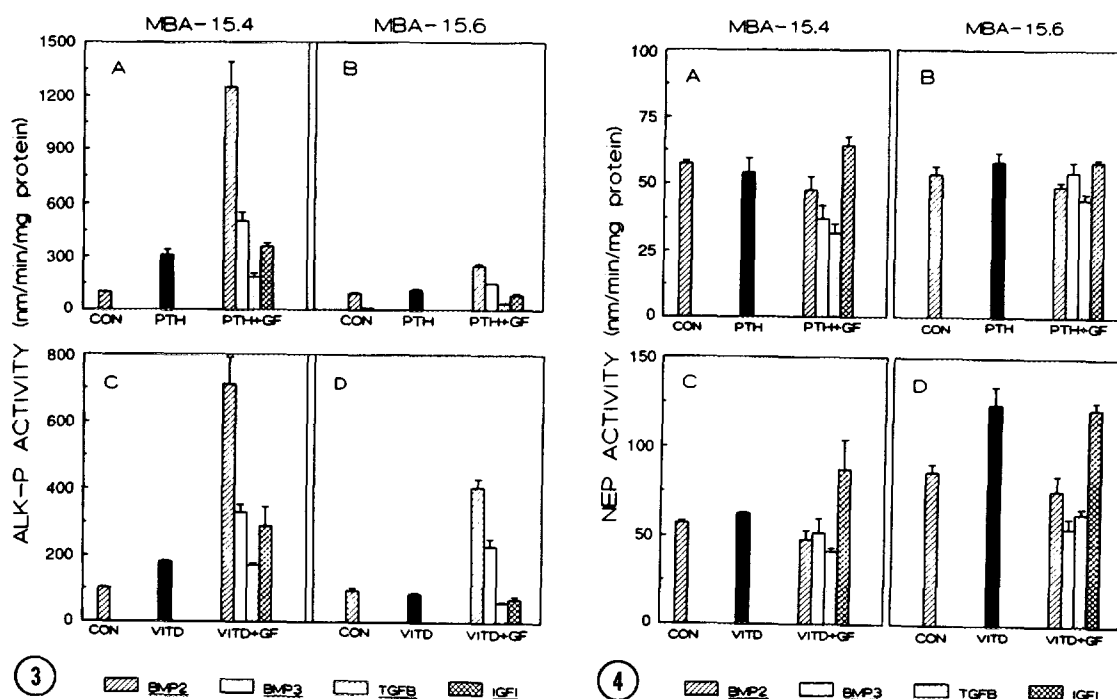 MBA-15.4 MBA-15.6
ALK-P ACTIVITY (nm/min/mg protein)
1500
1200
900
600
300
0
A B
CON PTH PTH+GF CON PTH PTH+GF
800
600
400
200
0
C D
CON VITD VITD+GF CON VITD VITD+GF
3 BMP2 BMP3 TGFB IGFI
MBA-15.4 MBA-15.6
NEP ACTIVITY (nm/min/mg protein)
100
75
50
25
0
A B
CON PTH PTH+GF CON PTH PTH+GF
150
100
50
0
C D
CON VITD VITD+GF CON VITD VITD+GF
4 BMP2 BMP3 TGFB IGFI